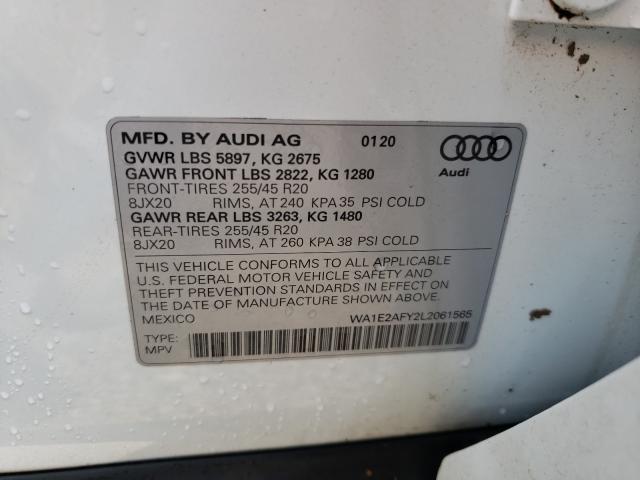 MFD. BY AUDI AG 0120
GVWR LBS 5897, KG 2675
GAWR FRONT LBS 2822, KG 1280
FRONT-TIRES 255/45 R20
8JX20 RIMS, AT 240 KPA 35 PSI COLD
GAWR REAR LBS 3263, KG 1480
REAR-TIRES 255/45 R20
8JX20 RIMS, AT 260 KPA 38 PSI COLD
Audi
THIS VEHICLE CONFORMS TO ALL APPLICABLE
U.S. FEDERAL MOTOR VEHICLE SAFETY AND
THEFT PREVENTION STANDARDS IN EFFECT ON
THE DATE OF MANUFACTURE SHOWN ABOVE.
MEXICO WA1E2AFY2L2061565
TYPE:
MPV